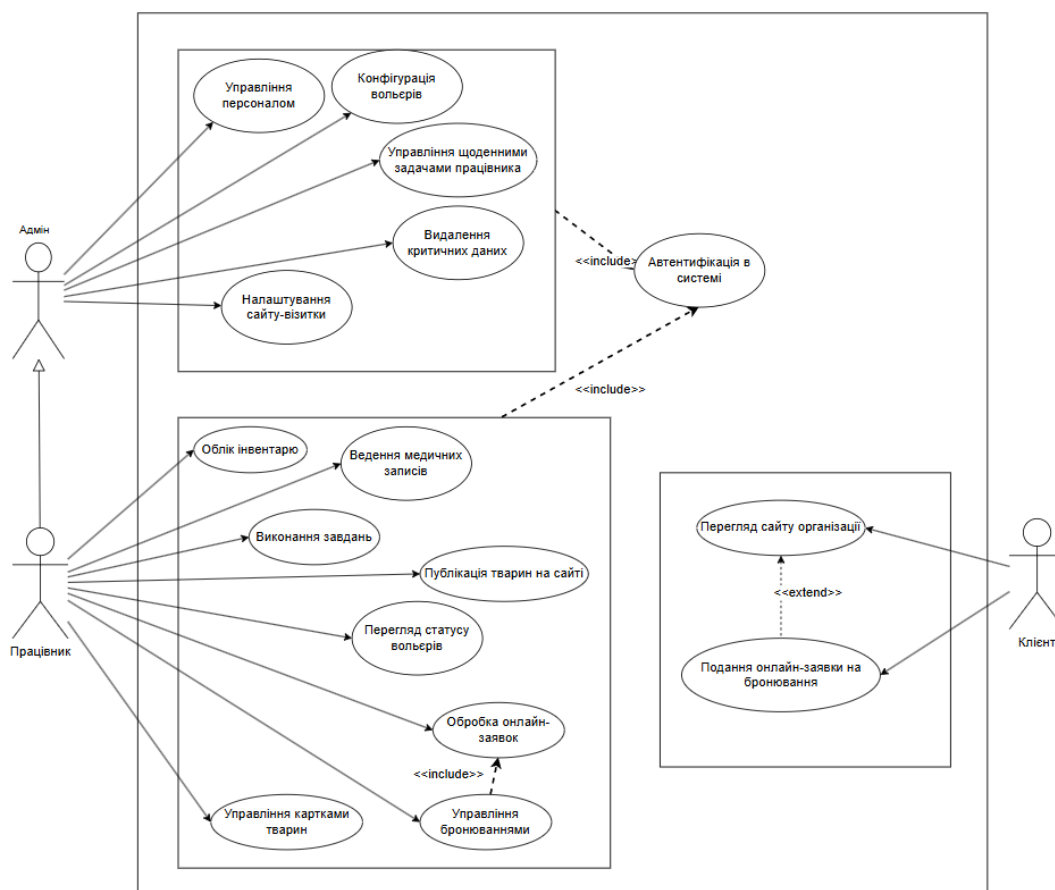 Управління
персоналом
Конфігурація
вольєрів
Управління щоденними
задачами працівника
Адмін
Видалення
критичних даних
<<include>
Автентифікація в
системі
Налаштування
сайту-візитки
<<include>>
Облік інвентарю
Ведення медичних
записів
Виконання завдань
Публікація тварин на сайті
Перегляд статусу
вольєрів
Працівник
Обробка онлайн-
заявок
<<include>>
Управління картками
тварин
Управління
бронюваннями
Перегляд сайту організації
<<extend>>
Подання онлайн-заявки на
бронювання
Клієнт